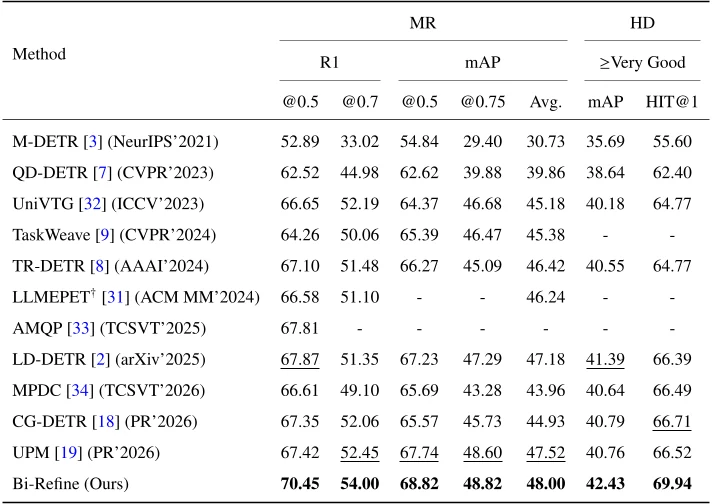 MR HD
Method
R1 mAP ≥Very Good
@0.5 @0.7 @0.5 @0.75 Avg. mAP HIT@1
M-DETR [3] (NeurIPS’2021) 52.89 33.02 54.84 29.40 30.73 35.69 55.60
QD-DETR [7] (CVPR’2023) 62.52 44.98 62.62 39.88 39.86 38.64 62.40
UniVTG [32] (ICCV’2023) 66.65 52.19 64.37 46.68 45.18 40.18 64.77
TaskWeave [9] (CVPR’2024) 64.26 50.06 65.39 46.47 45.38 - -
TR-DETR [8] (AAAI’2024) 67.10 51.48 66.27 45.09 46.42 40.55 64.77
LLMEPET† [31] (ACM MM’2024) 66.58 51.10 - - 46.24 - -
AMQP [33] (TCSVT’2025) 67.81 - - - - - -
LD-DETR [2] (arXiv’2025) 67.87 51.35 67.23 47.29 47.18 41.39 66.39
MPDC [34] (TCSVT’2026) 66.61 49.10 65.69 43.28 43.96 40.64 66.49
CG-DETR [18] (PR’2026) 67.35 52.06 65.57 45.73 44.93 40.79 66.71
UPM [19] (PR’2026) 67.42 52.45 67.74 48.60 47.52 40.76 66.52
Bi-Refine (Ours) 70.45 54.00 68.82 48.82 48.00 42.43 69.94